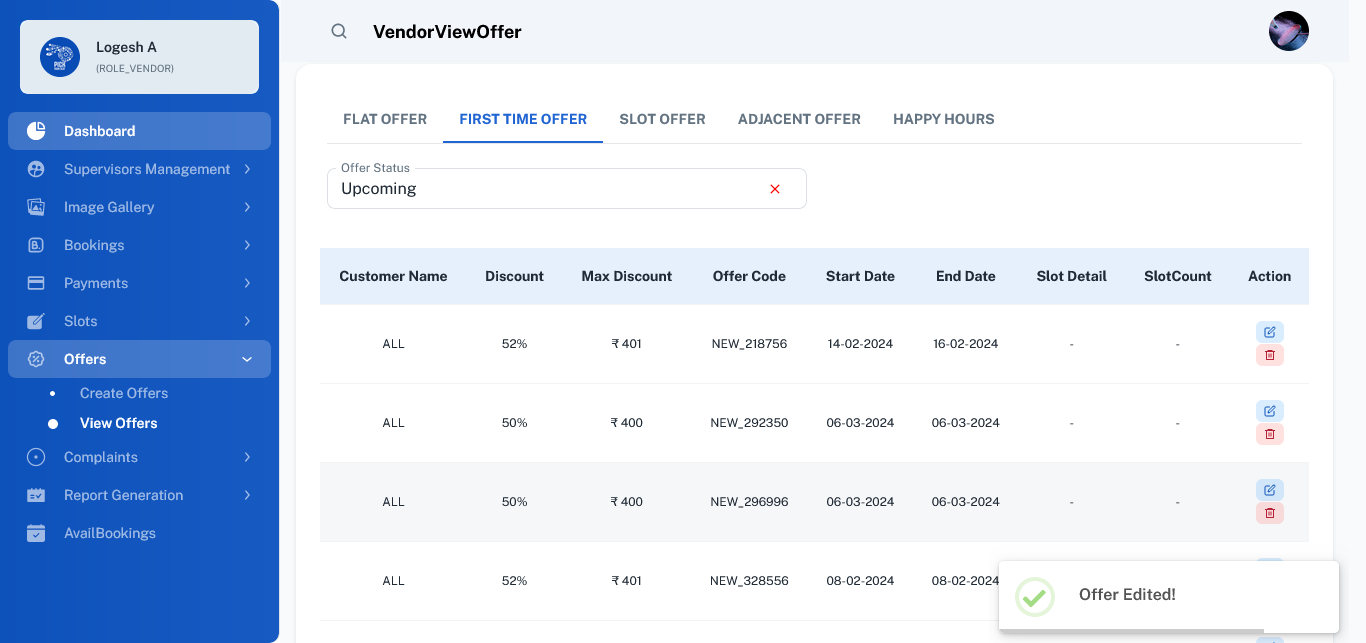 Logesh A
(ROLE_VENDOR)
Dashboard
Supervisors Management
Image Gallery
Bookings
Payments
Slots
Offers
Create Offers
View Offers
Complaints
Report Generation
AvailBookings
VendorViewOffer
FLAT OFFER FIRST TIME OFFER SLOT OFFER ADJACENT OFFER HAPPY HOURS
Offer Status
Upcoming
Customer Name Discount Max Discount Offer Code Start Date End Date Slot Detail SlotCount Action
ALL 52% ₹ 401 NEW_218756 14-02-2024 16-02-2024 - -
ALL 50% ₹ 400 NEW_292350 06-03-2024 06-03-2024 - -
ALL 50% ₹ 400 NEW_296996 06-03-2024 06-03-2024 - -
ALL 52% ₹ 401 NEW_328556 08-02-2024 08-02-2024
Offer Edited!